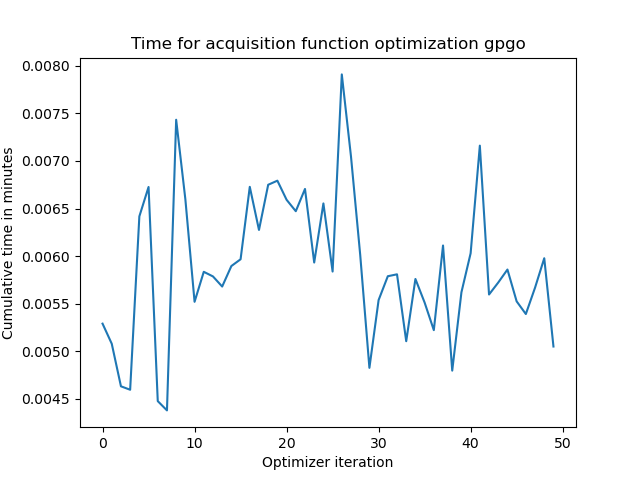 Time for acquisition function optimization gpgo
0.0080
0.0075
0.0070
0.0065
0.0060
0.0055
0.0050
0.0045
Cumulative time in minutes
0 10 20 30 40 50
Optimizer iteration